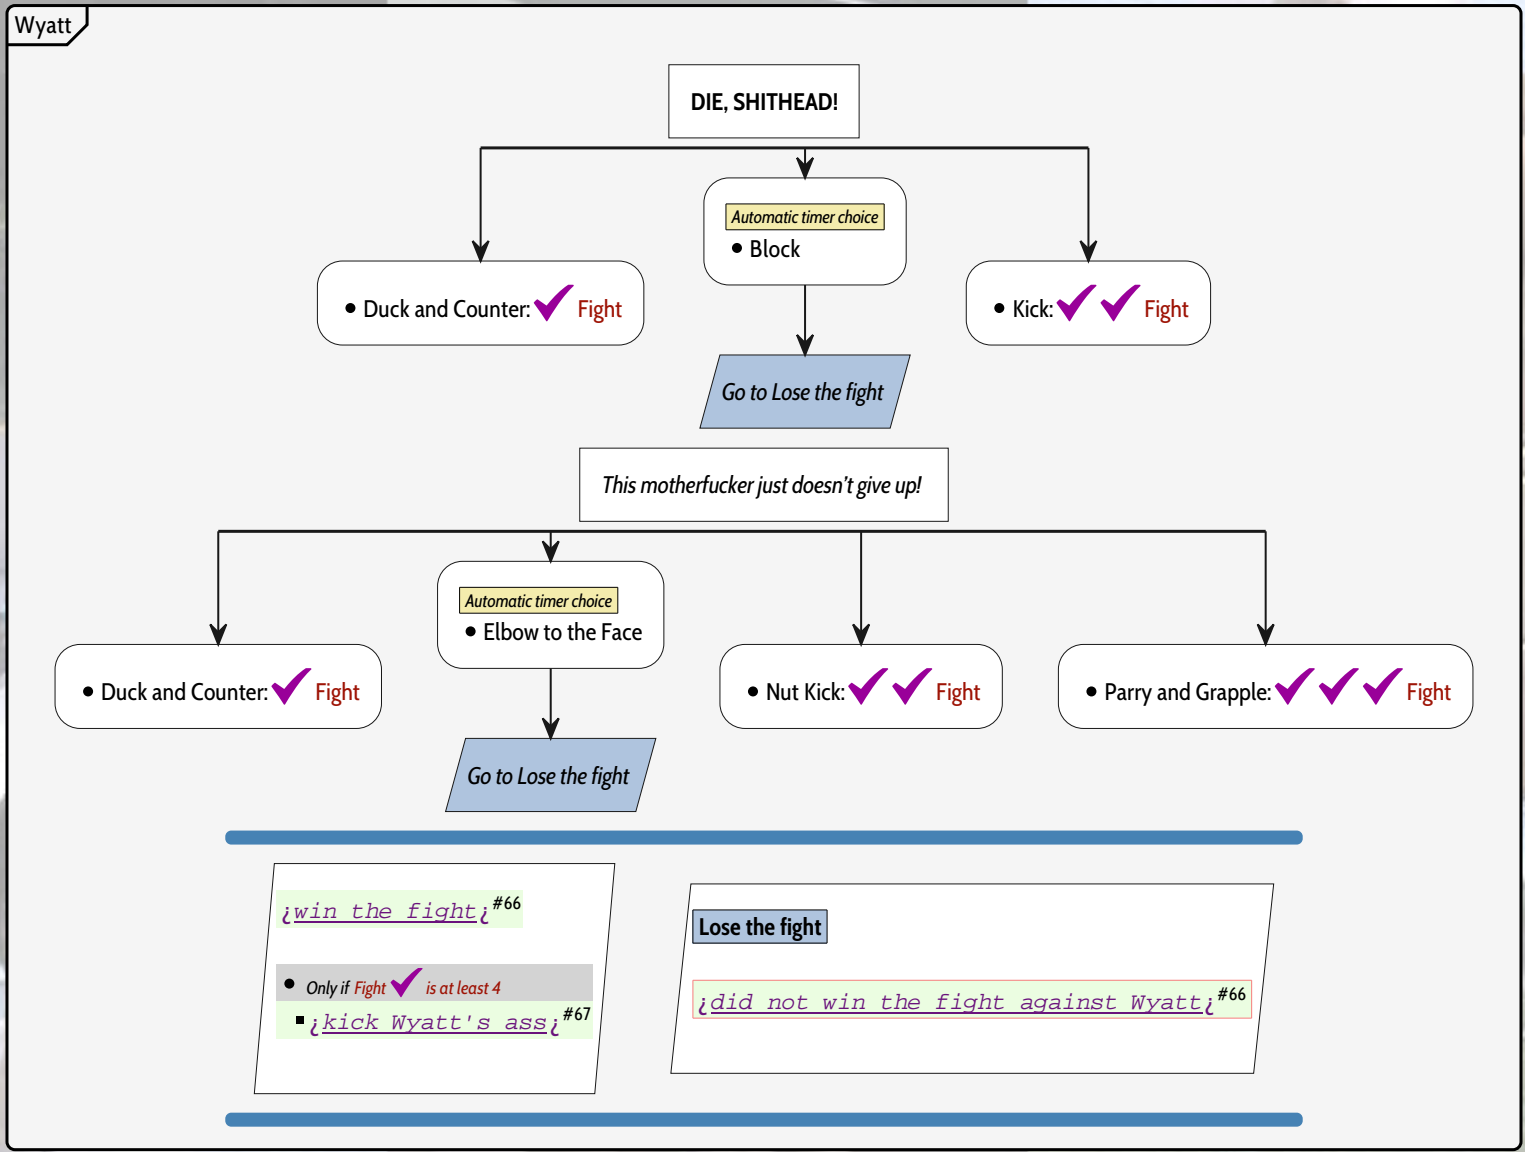 Wyatt
DIE, SHITHEAD!
Automatic timer choice
• Block
• Duck and Counter: ✔ Fight
• Kick: ✔ ✔ Fight
Go to Lose the fight
This motherfucker just doesn't give up!
Automatic timer choice
• Elbow to the Face
• Duck and Counter: ✔ Fight
• Nut Kick: ✔ ✔ Fight
• Parry and Grapple: ✔ ✔ ✔ Fight
Go to Lose the fight
¿win the fight¿#66
• Only if Fight ✔ is at least 4
▪ ¿kick Wyatt's ass¿#67
Lose the fight
¿did not win the fight against Wyatt¿#66